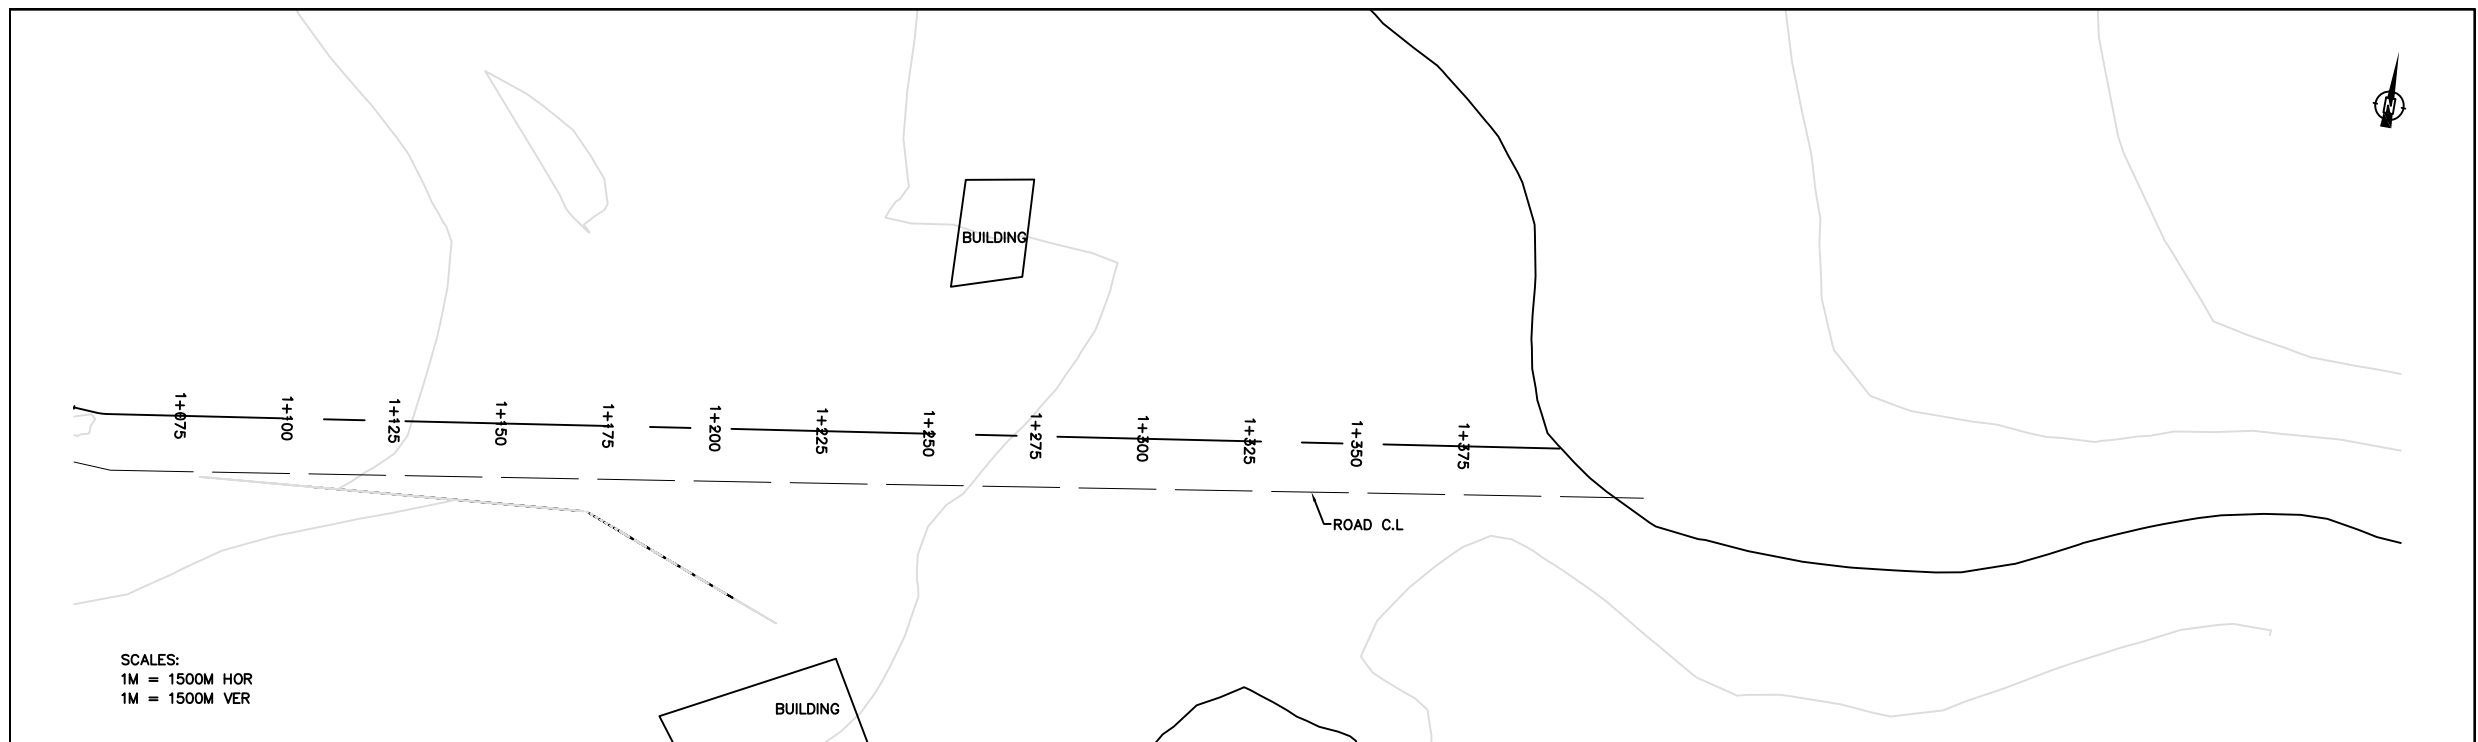 N
BUILDING
1+075
1+100
1+125
1+150
1+175
1+200
1+225
1+250
1+275
1+300
1+325
1+350
1+375
ROAD C.L
SCALES:
1M = 1500M HOR
1M = 1500M VER
BUILDING